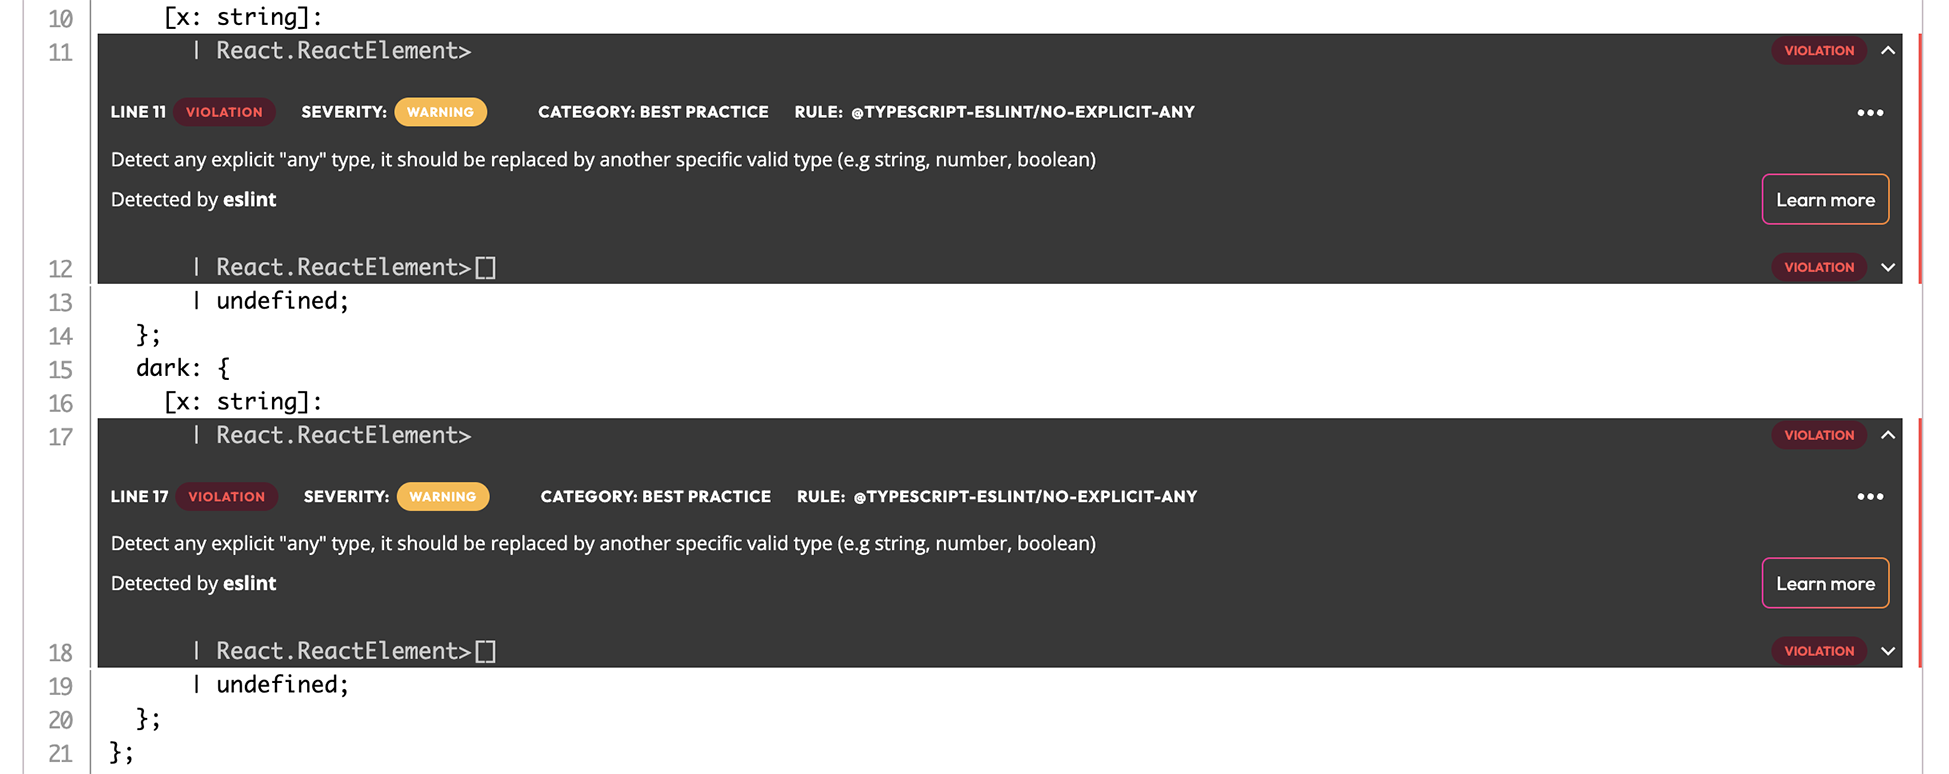 10 [x: string]:
11 | React.ReactElement> VIOLATION
LINE 11 VIOLATION SEVERITY: WARNING CATEGORY: BEST PRACTICE RULE: @TYPESCRIPT-ESLINT/NO-EXPLICIT-ANY
Detect any explicit "any" type, it should be replaced by another specific valid type (e.g string, number, boolean)
Detected by eslint Learn more
12 | React.ReactElement>[] VIOLATION
13 | undefined;
14 };
15 dark: {
16 [x: string]:
17 | React.ReactElement> VIOLATION
LINE 17 VIOLATION SEVERITY: WARNING CATEGORY: BEST PRACTICE RULE: @TYPESCRIPT-ESLINT/NO-EXPLICIT-ANY
Detect any explicit "any" type, it should be replaced by another specific valid type (e.g string, number, boolean)
Detected by eslint Learn more
18 | React.ReactElement>[] VIOLATION
19 | undefined;
20 };
21 };